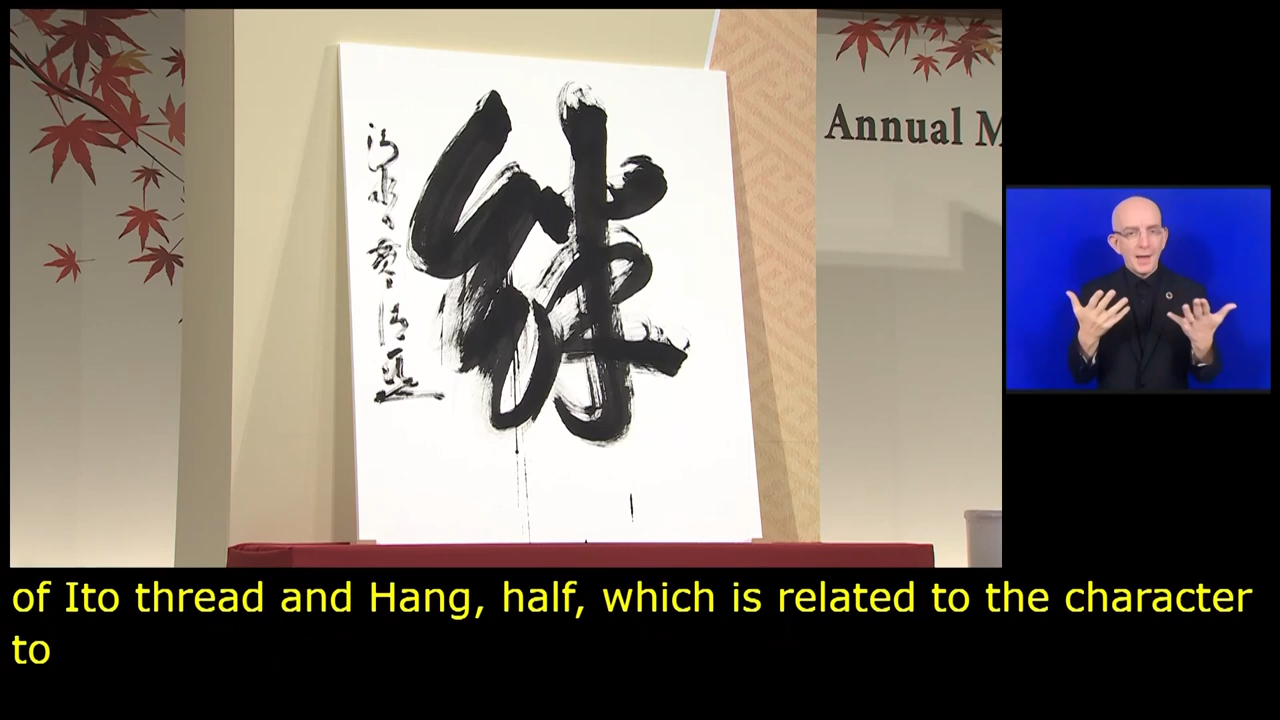 絆
Annual M
of Ito thread and Hang, half, which is related to the character
to